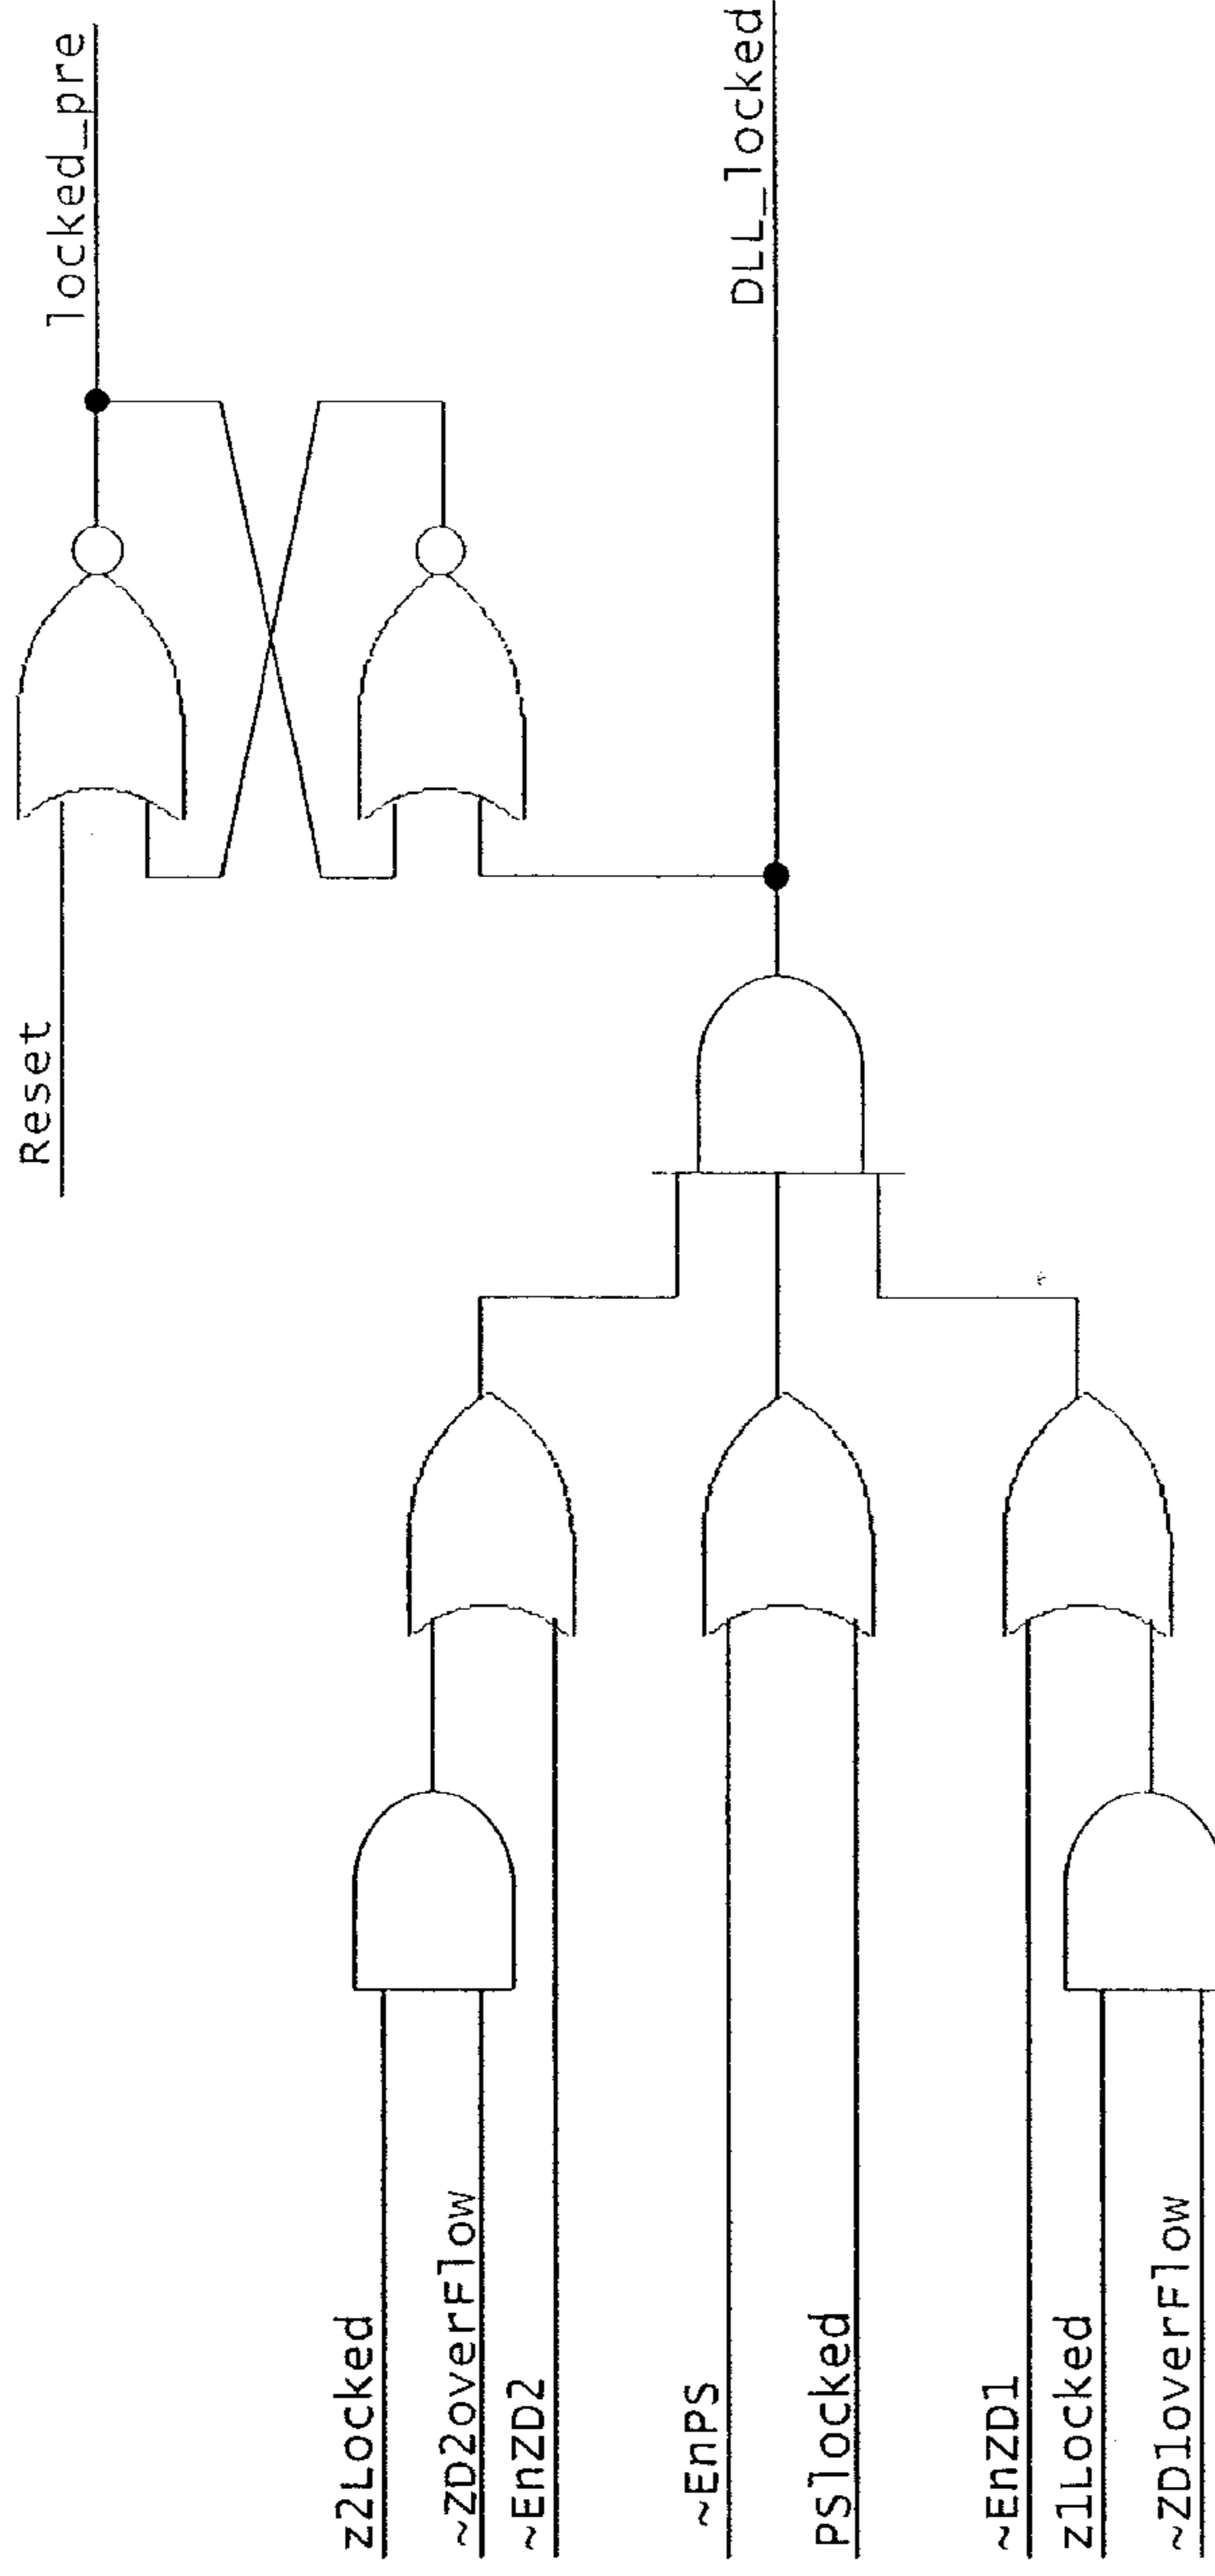 locked_pre
Reset
DLL_locked
z2Locked
~ZD2overFlow
~EnZD2
~EnPS
PSlocked
~EnZD1
z1Locked
~ZD1overFlow